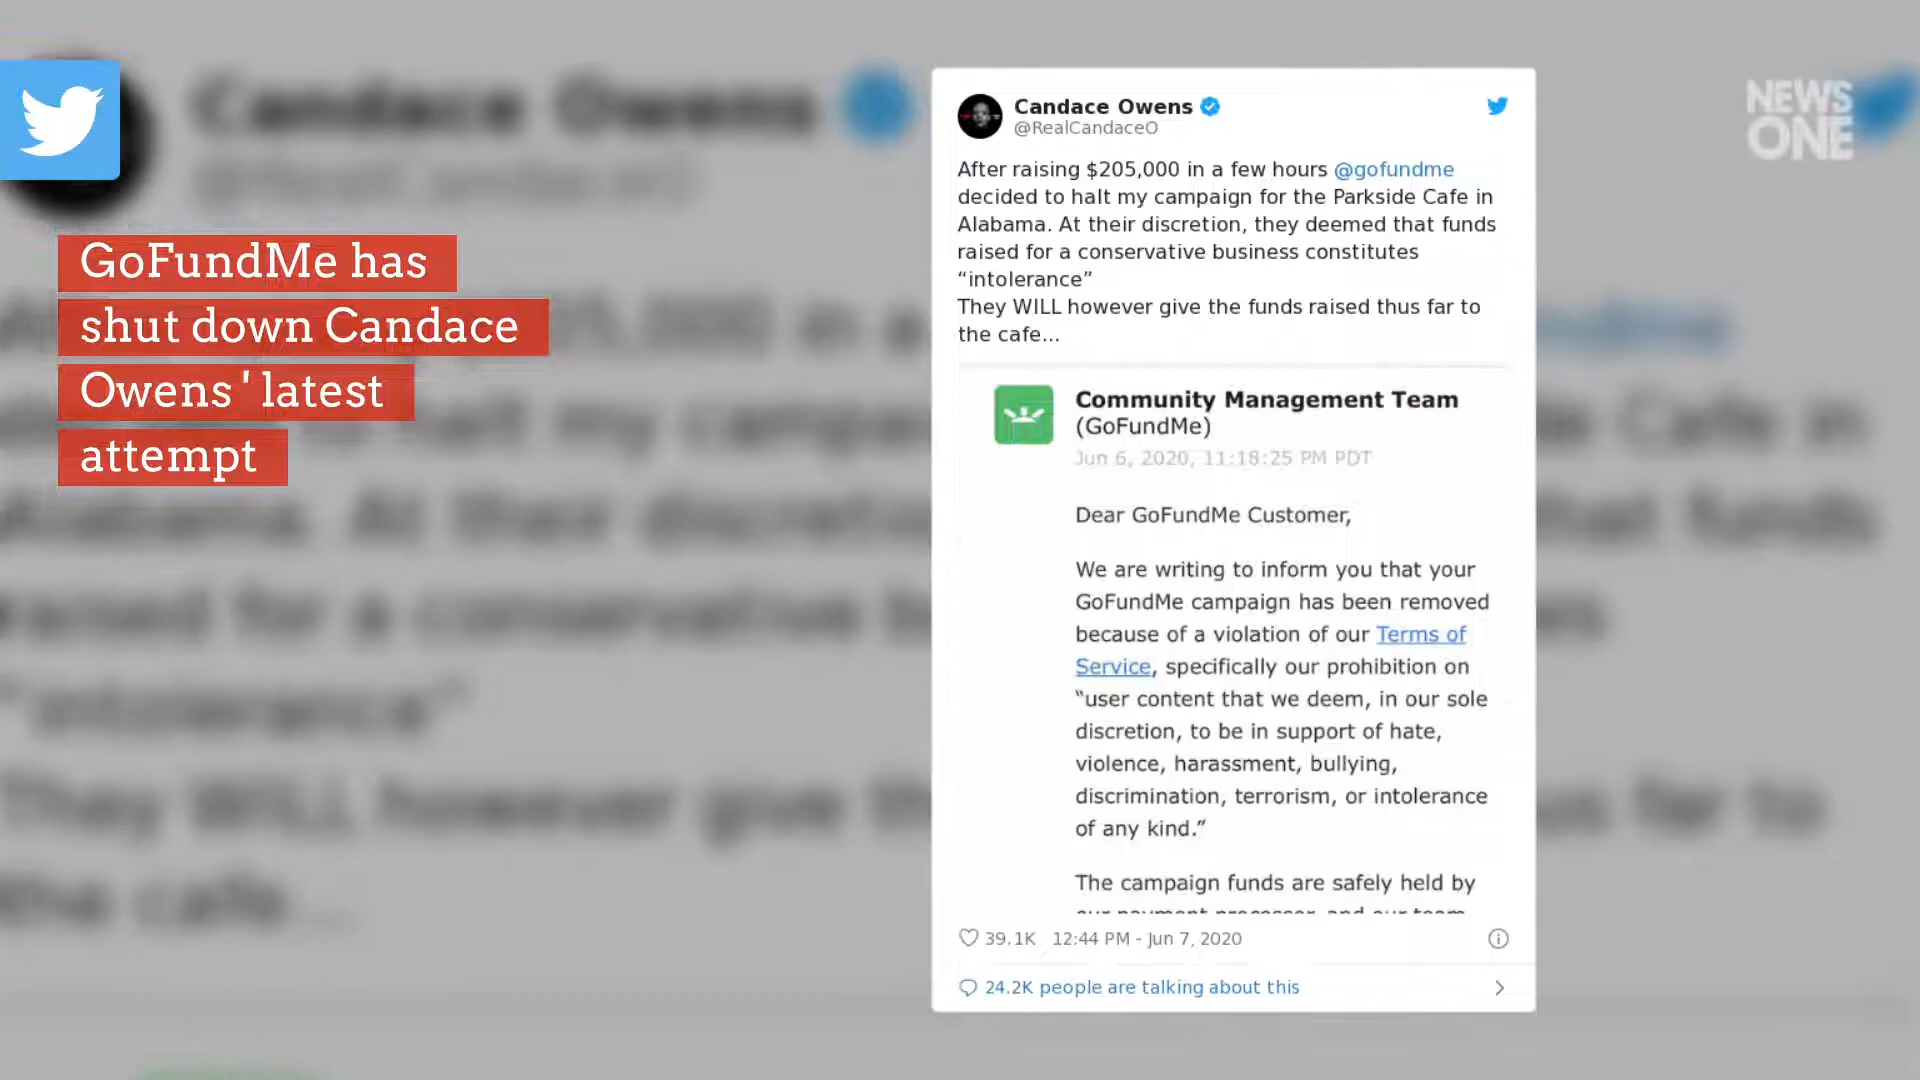 GoFundMe has
shut down Candace
Owens' latest
attempt
Candace Owens
@RealCandaceO
After raising $205,000 in a few hours @gofundme
decided to halt my campaign for the Parkside Cafe in
Alabama. At their discretion, they deemed that funds
raised for a conservative business constitutes
“intolerance”
They WILL however give the funds raised thus far to
the cafe...
Community Management Team
(GoFundMe)
Jun 6, 2020, 11:18:25 PM PDT
Dear GoFundMe Customer,
We are writing to inform you that your
GoFundMe campaign has been removed
because of a violation of our Terms of
Service, specifically our prohibition on
“user content that we deem, in our sole
discretion, to be in support of hate,
violence, harassment, bullying,
discrimination, terrorism, or intolerance
of any kind.”
The campaign funds are safely held by
our payment processor, and our team
39.1K 12:44 PM - Jun 7, 2020
24.2K people are talking about this
NEWS
ONE